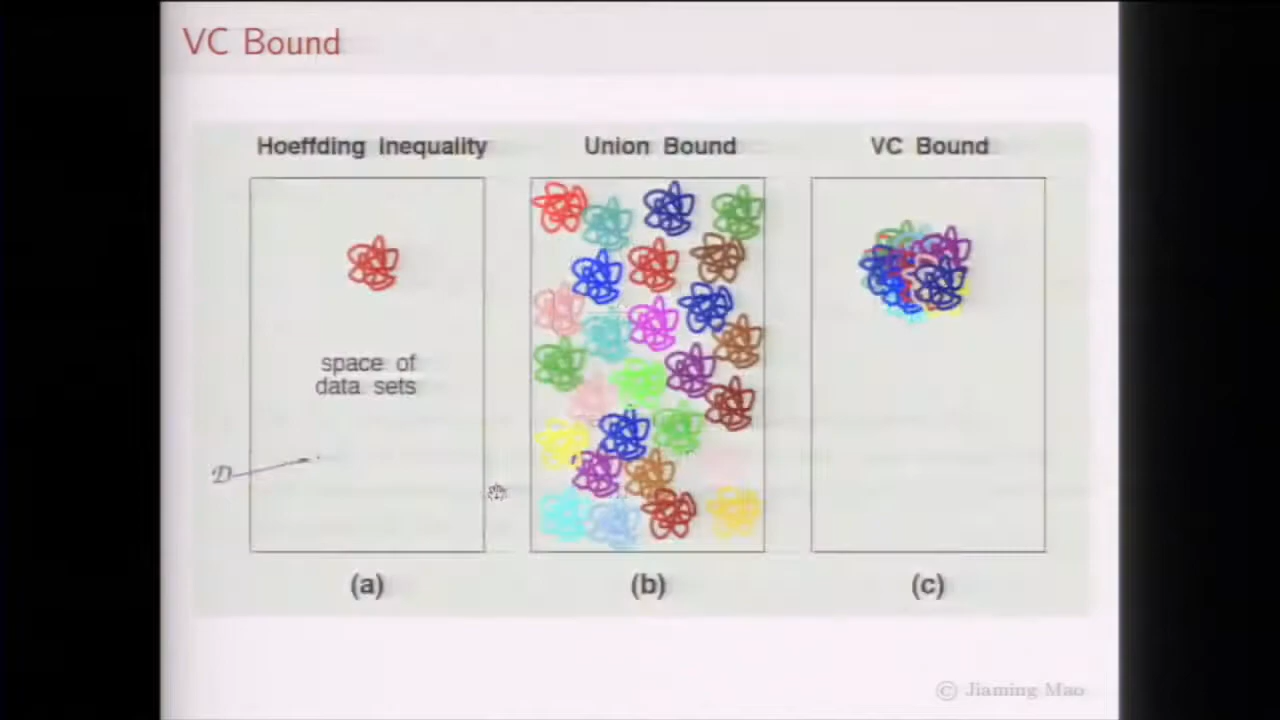 VC Bound
Hoeffding Inequality
Union Bound
VC Bound
space of
data sets
D
(a)
(b)
(c)
© Jiaming Mao